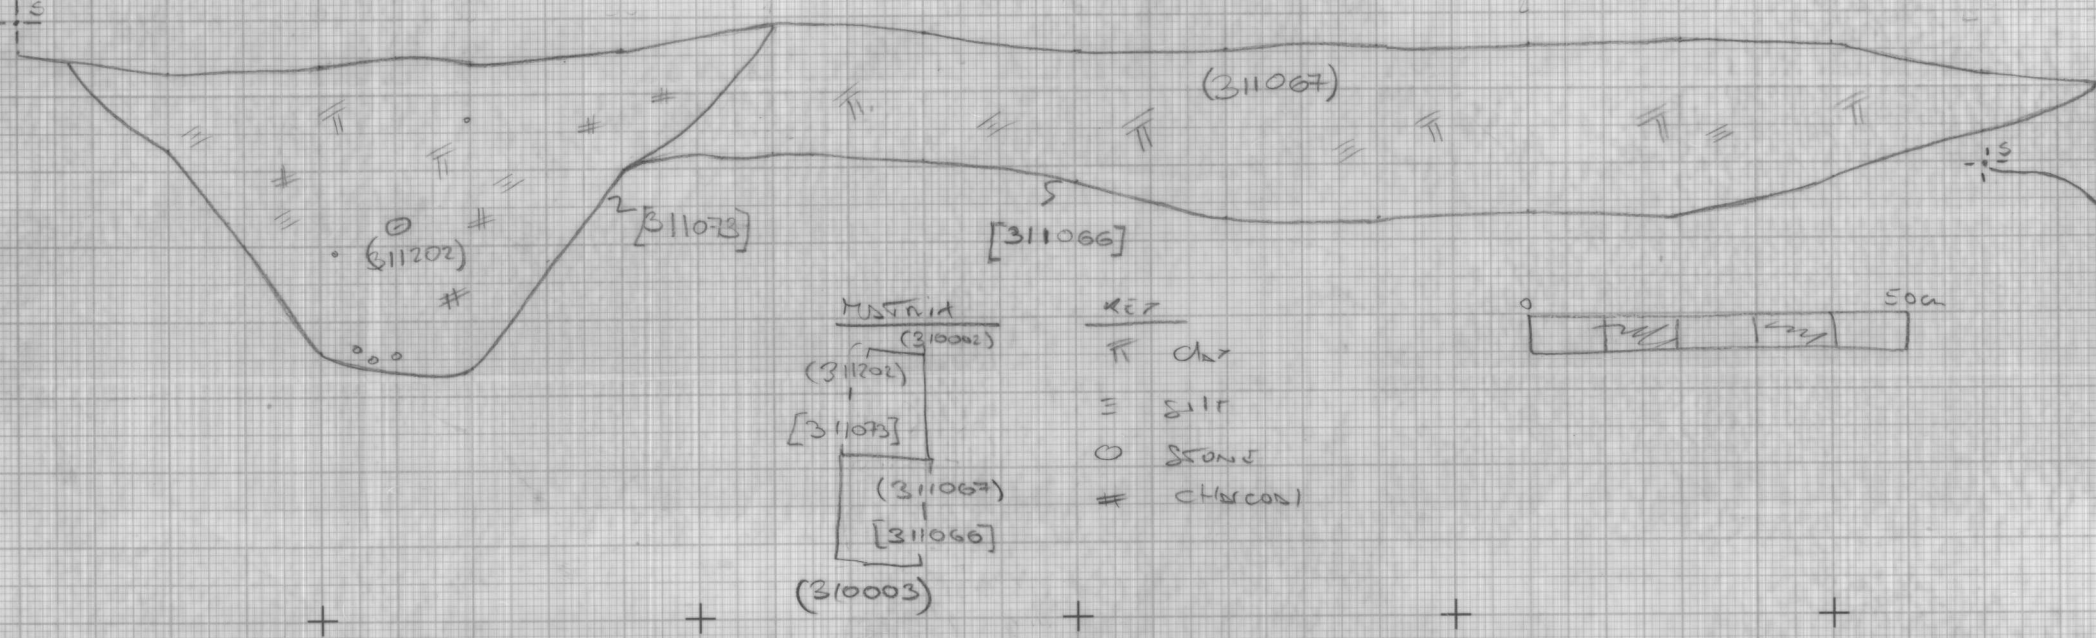 S
(311067)
S
(311202)
[311073]
[311066]
MATRIX
(310002)
(311202)
[311073]
(311067)
[311066]
(310003)
KEY
Clay
SILT
STONE
CHARCOAL
0 50cm